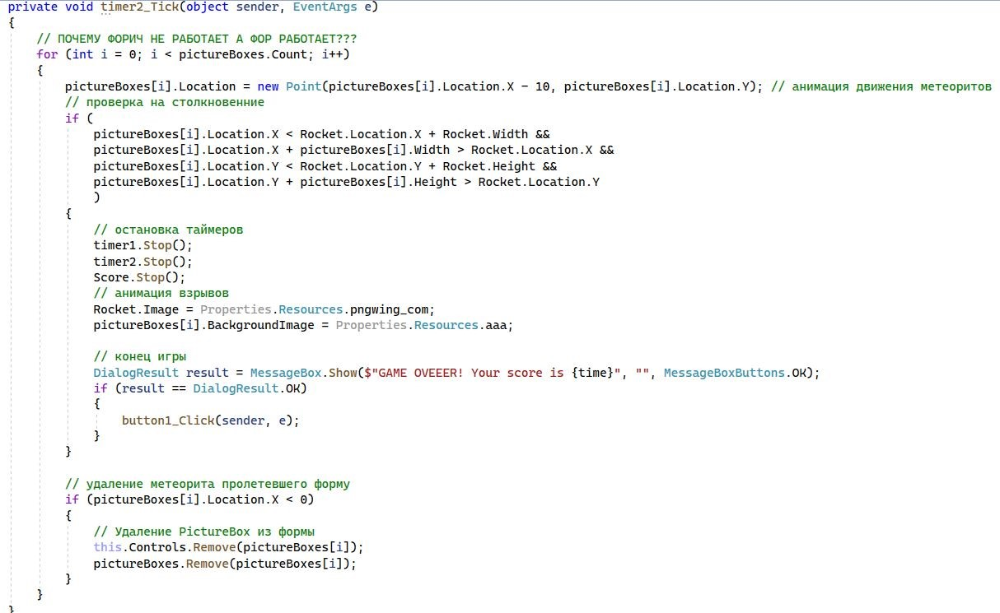 private void timer2_Tick(object sender, EventArgs e)
{
// ПОЧЕМУ ФОРИЧ НЕ РАБОТАЕТ А ФОР РАБОТАЕТ???
for (int i = 0; i < pictureBoxes.Count; i++)
{
pictureBoxes[i].Location = new Point(pictureBoxes[i].Location.X - 10, pictureBoxes[i].Location.Y); // анимация движения метеоритов
// проверка на столкновенние
if (
pictureBoxes[i].Location.X < Rocket.Location.X + Rocket.Width &&
pictureBoxes[i].Location.X + pictureBoxes[i].Width > Rocket.Location.X &&
pictureBoxes[i].Location.Y < Rocket.Location.Y + Rocket.Height &&
pictureBoxes[i].Location.Y + pictureBoxes[i].Height > Rocket.Location.Y
)
{
// остановка таймеров
timer1.Stop();
timer2.Stop();
Score.Stop();
// анимация взрывов
Rocket.Image = Properties.Resources.pngwing_com;
pictureBoxes[i].BackgroundImage = Properties.Resources.aaa;
// конец игры
DialogResult result = MessageBox.Show($"GAME OVEEER! Your score is {time}", "", MessageBoxButtons.OK);
if (result == DialogResult.OK)
{
button1_Click(sender, e);
}
}
// удаление метеорита пролетевшего форму
if (pictureBoxes[i].Location.X < 0)
{
// Удаление PictureBox из формы
this.Controls.Remove(pictureBoxes[i]);
pictureBoxes.Remove(pictureBoxes[i]);
}
}
}